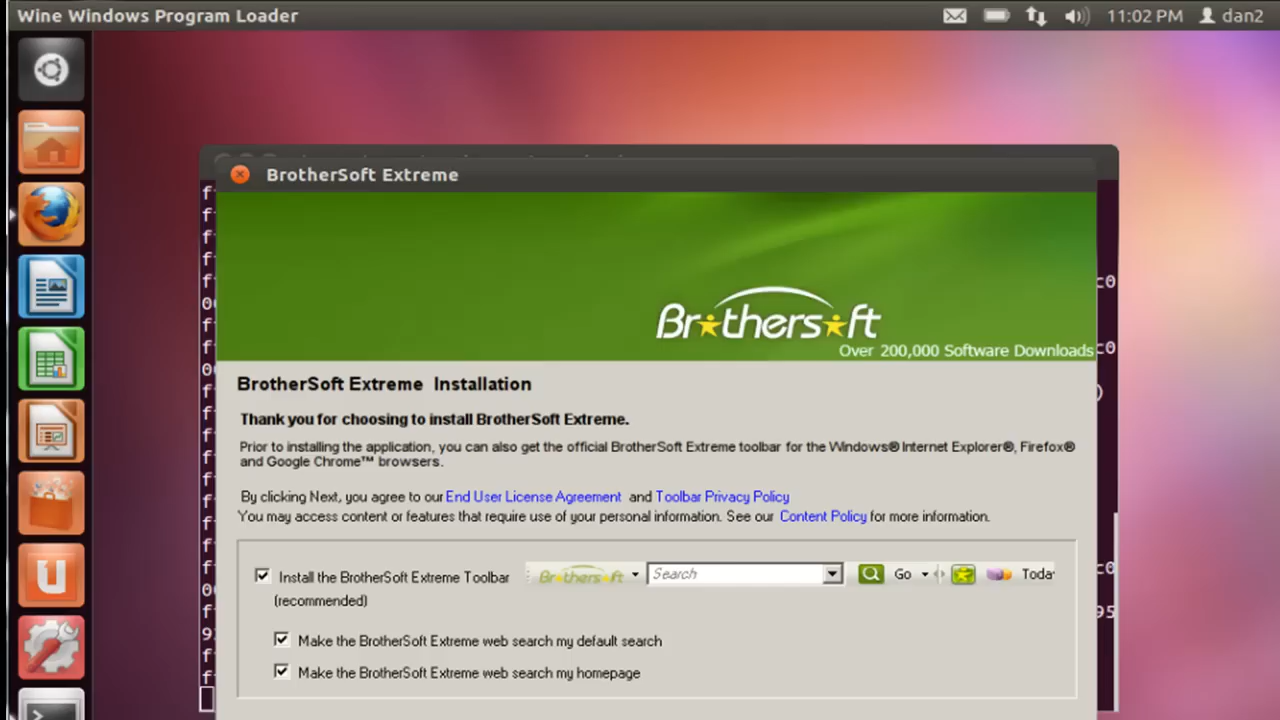 Wine Windows Program Loader
11:02 PM
dan2
BrotherSoft Extreme
Brothersoft
Over 200,000 Software Downloads
BrotherSoft Extreme Installation
Thank you for choosing to install BrotherSoft Extreme.
Prior to installing the application, you can also get the official BrotherSoft Extreme toolbar for the Windows® Internet Explorer®, Firefox®
and Google Chrome™ browsers.
By clicking Next, you agree to our End User License Agreement and Toolbar Privacy Policy
You may access content or features that require use of your personal information. See our Content Policy for more information.
Install the BrotherSoft Extreme Toolbar
Brothersoft
Search
Go
(recommended)
Make the BrotherSoft Extreme web search my default search
Make the BrotherSoft Extreme web search my homepage